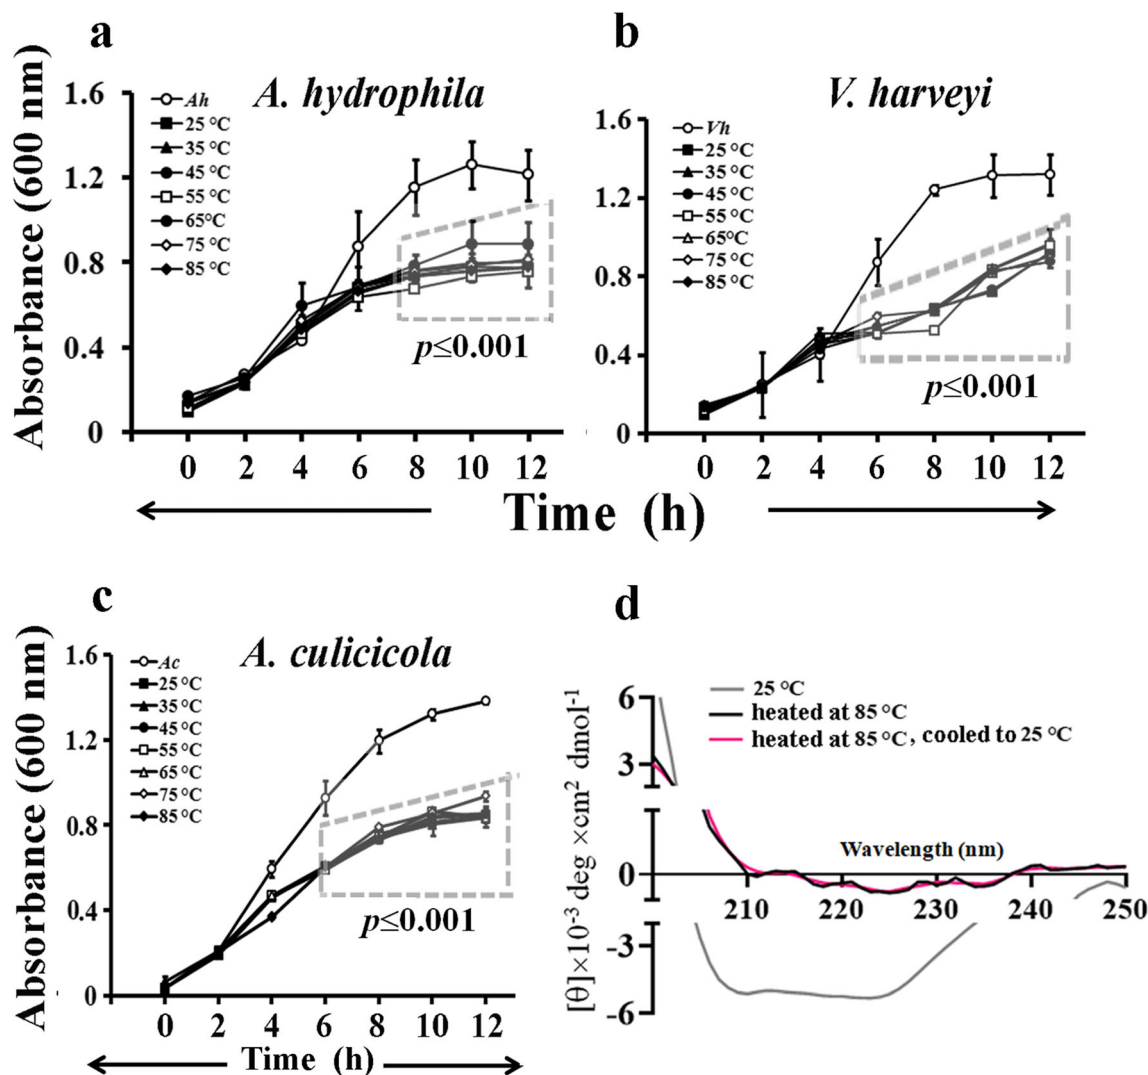 a
A. hydrophila
Absorbance (600 nm)
1.6
1.2
0.8
0.4
0
Ah
25 °C
35 °C
45 °C
55 °C
65°C
75 °C
85 °C
p≤0.001
0 2 4 6 8 10 12
b
V. harveyi
1.6
1.2
0.8
0.4
0
Vh
25 °C
35 °C
45 °C
55 °C
65°C
75 °C
85 °C
p≤0.001
0 2 4 6 8 10 12
Time (h)
c
A. culicicola
Absorbance (600 nm)
1.6
1.2
0.8
0.4
0
Ac
25 °C
35 °C
45 °C
55 °C
65 °C
75 °C
85 °C
p≤0.001
0 2 4 6 8 10 12
Time (h)
d
[θ]×10⁻³ deg ×cm² dmol⁻¹
6
3
0
-3
-6
25 °C
heated at 85 °C
heated at 85 °C, cooled to 25 °C
Wavelength (nm)
210 220 230 240 250